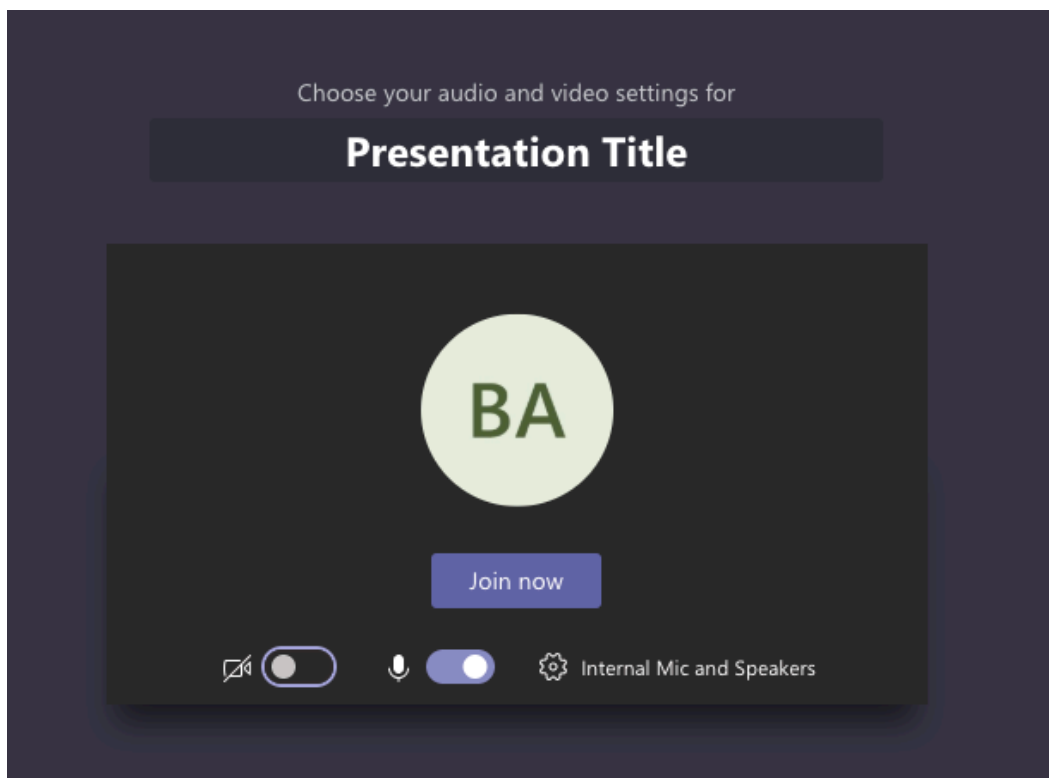 Choose your audio and video settings for
Presentation Title
BA
Join now
Internal Mic and Speakers